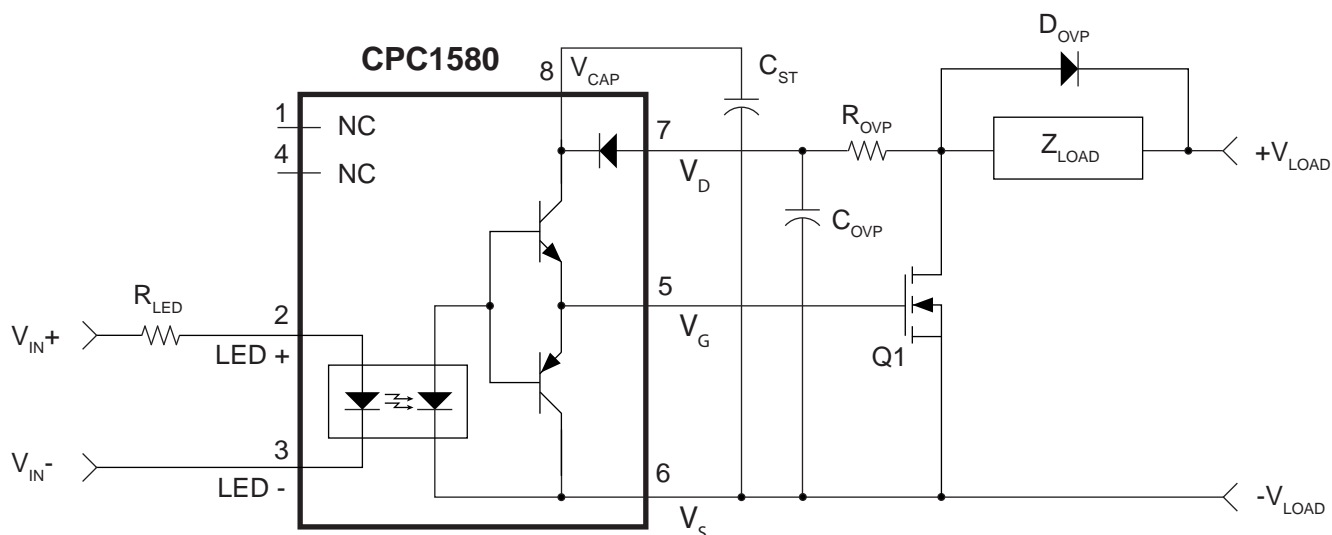 CPC1580
8
V_CAP
C_ST
D_OVP
1
NC
4
NC
7
V_D
R_OVP
Z_LOAD
+V_LOAD
C_OVP
R_LED
V_IN+
2
LED +
5
V_G
Q1
V_IN-
3
LED -
6
V_S
-V_LOAD